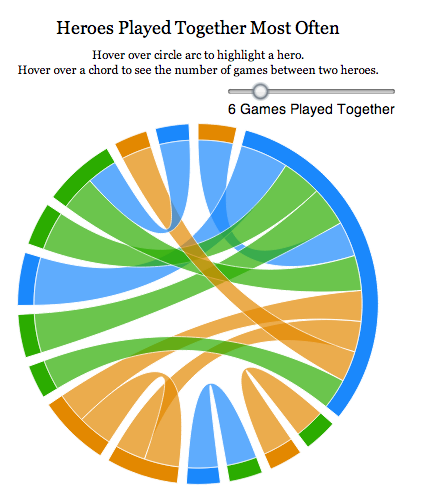 Heroes Played Together Most Often
Hover over circle arc to highlight a hero.
Hover over a chord to see the number of games between two heroes.
6 Games Played Together